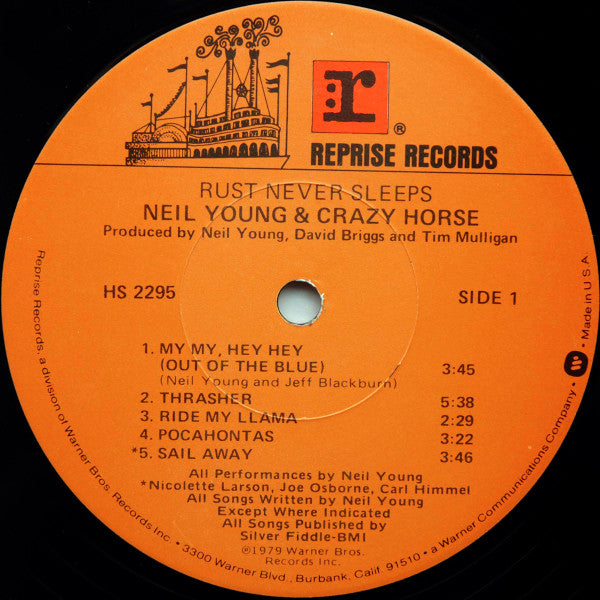 r
®
REPRISE RECORDS
RUST NEVER SLEEPS
NEIL YOUNG & CRAZY HORSE
Produced by Neil Young, David Briggs and Tim Mulligan
HS 2295
SIDE 1
1. MY MY, HEY HEY
(OUT OF THE BLUE) 3:45
(Neil Young and Jeff Blackburn)
2. THRASHER 5:38
3. RIDE MY LLAMA 2:29
4. POCAHONTAS 3:22
*5. SAIL AWAY 3:46
All Performances by Neil Young
*Nicolette Larson, Joe Osborne, Carl Himmel
All Songs Written by Neil Young
Except Where Indicated
All Songs Published by
Silver Fiddle-BMI
℗1979 Warner Bros.
Records Inc.
Reprise Records, a division of Warner Bros. Records Inc. • 3300 Warner Blvd., Burbank, Calif. 91510 • a Warner Communications Company. • W • Made in U.S.A.